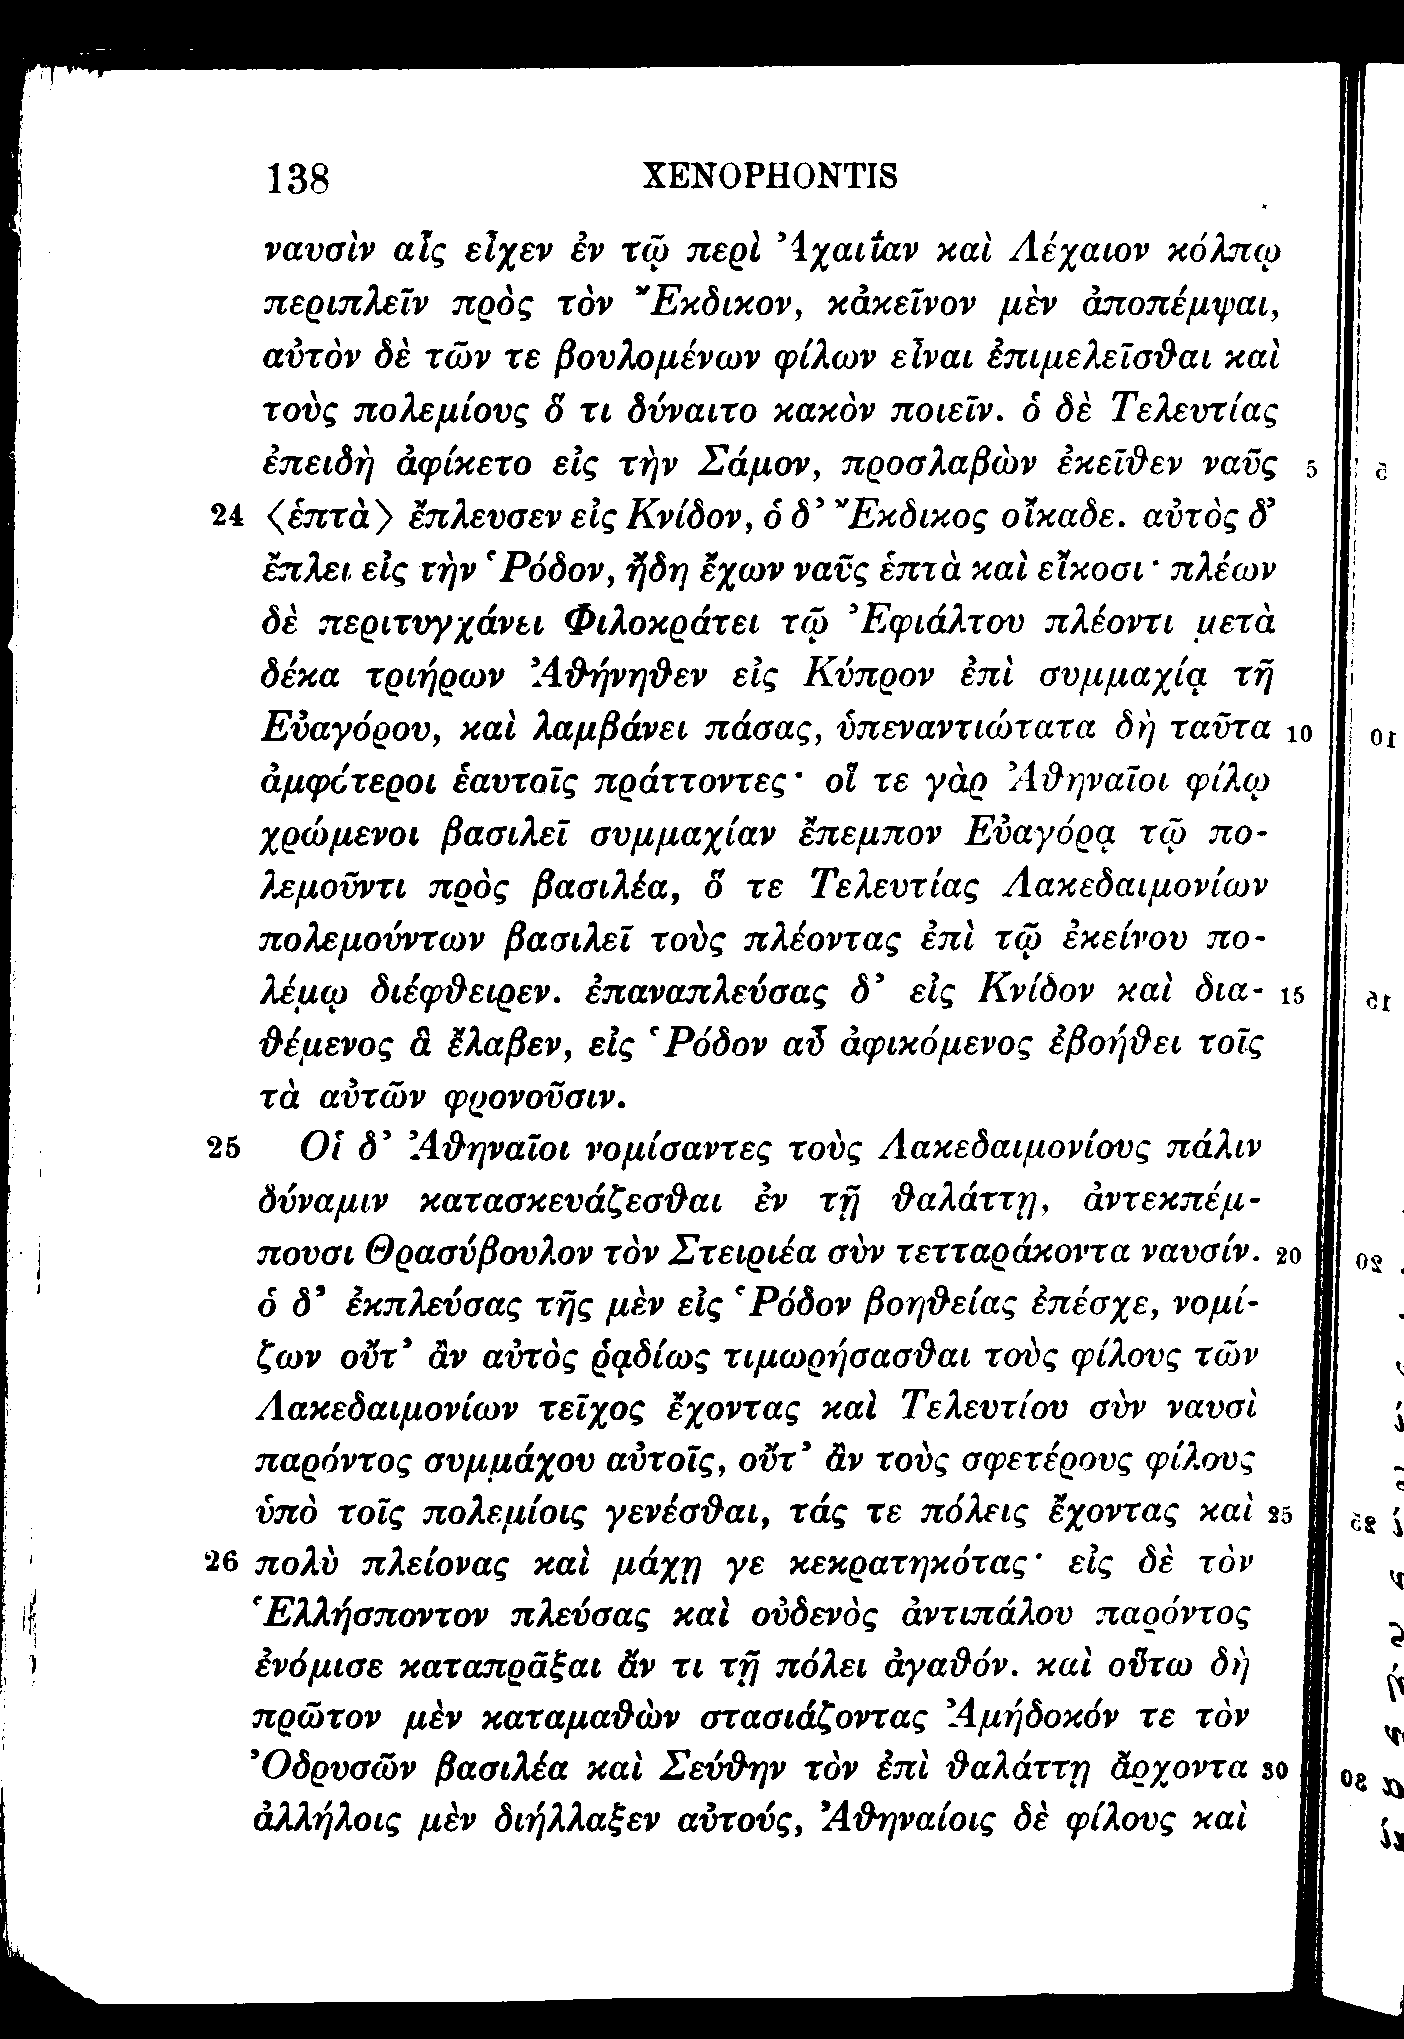 138 XENOPHONTIS
ναυσὶν αἷς εἶχεν ἐν τῷ περὶ Ἀχαιΐαν καὶ Λέχαιον κόλπῳ
περιπλεῖν πρὸς τὸν Ἔκδικον, κἀκεῖνον μὲν ἀποπέμψαι,
αὐτὸν δὲ τῶν τε βουλομένων φίλων εἶναι ἐπιμελεῖσθαι καὶ
τοὺς πολεμίους ὅ τι δύναιτο κακὸν ποιεῖν. ὁ δὲ Τελευτίας
ἐπειδὴ ἀφίκετο εἰς τὴν Σάμον, προσλαβὼν ἐκεῖθεν ναῦς 5
24 ⟨ἑπτὰ⟩ ἔπλευσεν εἰς Κνίδον, ὁ δ’ Ἔκδικος οἴκαδε. αὐτὸς δ’
ἔπλει εἰς τὴν Ῥόδον, ἤδη ἔχων ναῦς ἑπτὰ καὶ εἴκοσι· πλέων
δὲ περιτυγχάνει Φιλοκράτει τῷ Ἐφιάλτου πλέοντι μετὰ
δέκα τριήρων Ἀθήνηθεν εἰς Κύπρον ἐπὶ συμμαχίᾳ τῇ
Εὐαγόρου, καὶ λαμβάνει πάσας, ὑπεναντιώτατα δὴ ταῦτα 10
ἀμφότεροι ἑαυτοῖς πράττοντες· οἵ τε γὰρ Ἀθηναῖοι φίλῳ
χρώμενοι βασιλεῖ συμμαχίαν ἔπεμπον Εὐαγόρᾳ τῷ πο-
λεμοῦντι πρὸς βασιλέα, ὅ τε Τελευτίας Λακεδαιμονίων
πολεμούντων βασιλεῖ τοὺς πλέοντας ἐπὶ τῷ ἐκείνου πο-
λέμῳ διέφθειρεν. ἐπαναπλεύσας δ’ εἰς Κνίδον καὶ δια- 15
θέμενος ἃ ἔλαβεν, εἰς Ῥόδον αὖ ἀφικόμενος ἐβοήθει τοῖς
τὰ αὐτῶν φρονοῦσιν.
25 Οἱ δ’ Ἀθηναῖοι νομίσαντες τοὺς Λακεδαιμονίους πάλιν
δύναμιν κατασκευάζεσθαι ἐν τῇ θαλάττῃ, ἀντεκπέμ-
πουσι Θρασύβουλον τὸν Στειριέα σὺν τετταράκοντα ναυσίν. 20
ὁ δ’ ἐκπλεύσας τῆς μὲν εἰς Ῥόδον βοηθείας ἐπέσχε, νομί-
ζων οὔτ’ ἂν αὐτὸς ῥᾳδίως τιμωρήσασθαι τοὺς φίλους τῶν
Λακεδαιμονίων τεῖχος ἔχοντας καὶ Τελευτίου σὺν ναυσὶ
παρόντος συμμάχου αὐτοῖς, οὔτ’ ἂν τοὺς σφετέρους φίλους
ὑπὸ τοῖς πολεμίοις γενέσθαι, τάς τε πόλεις ἔχοντας καὶ 25
26 πολὺ πλείονας καὶ μάχῃ γε κεκρατηκότας· εἰς δὲ τὸν
Ἑλλήσποντον πλεύσας καὶ οὐδενὸς ἀντιπάλου παρόντος
ἐνόμισε καταπρᾶξαι ἄν τι τῇ πόλει ἀγαθόν. καὶ οὕτω δὴ
πρῶτον μὲν καταμαθὼν στασιάζοντας Ἀμήδοκόν τε τὸν
Ὀδρυσῶν βασιλέα καὶ Σεύθην τὸν ἐπὶ θαλάττῃ ἄρχοντα 30
ἀλλήλοις μὲν διήλλαξεν αὐτούς, Ἀθηναίοις δὲ φίλους καὶ